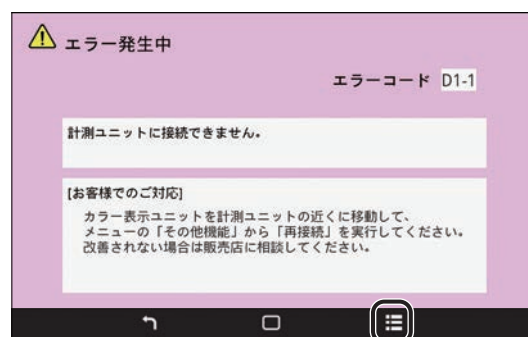 エラー発生中
エラーコード D1-1
計測ユニットに接続できません。
[お客様でのご対応]
カラー表示ユニットを計測ユニットの近くに移動して、
メニューの「その他機能」から「再接続」を実行してください。
改善されない場合は販売店に相談してください。